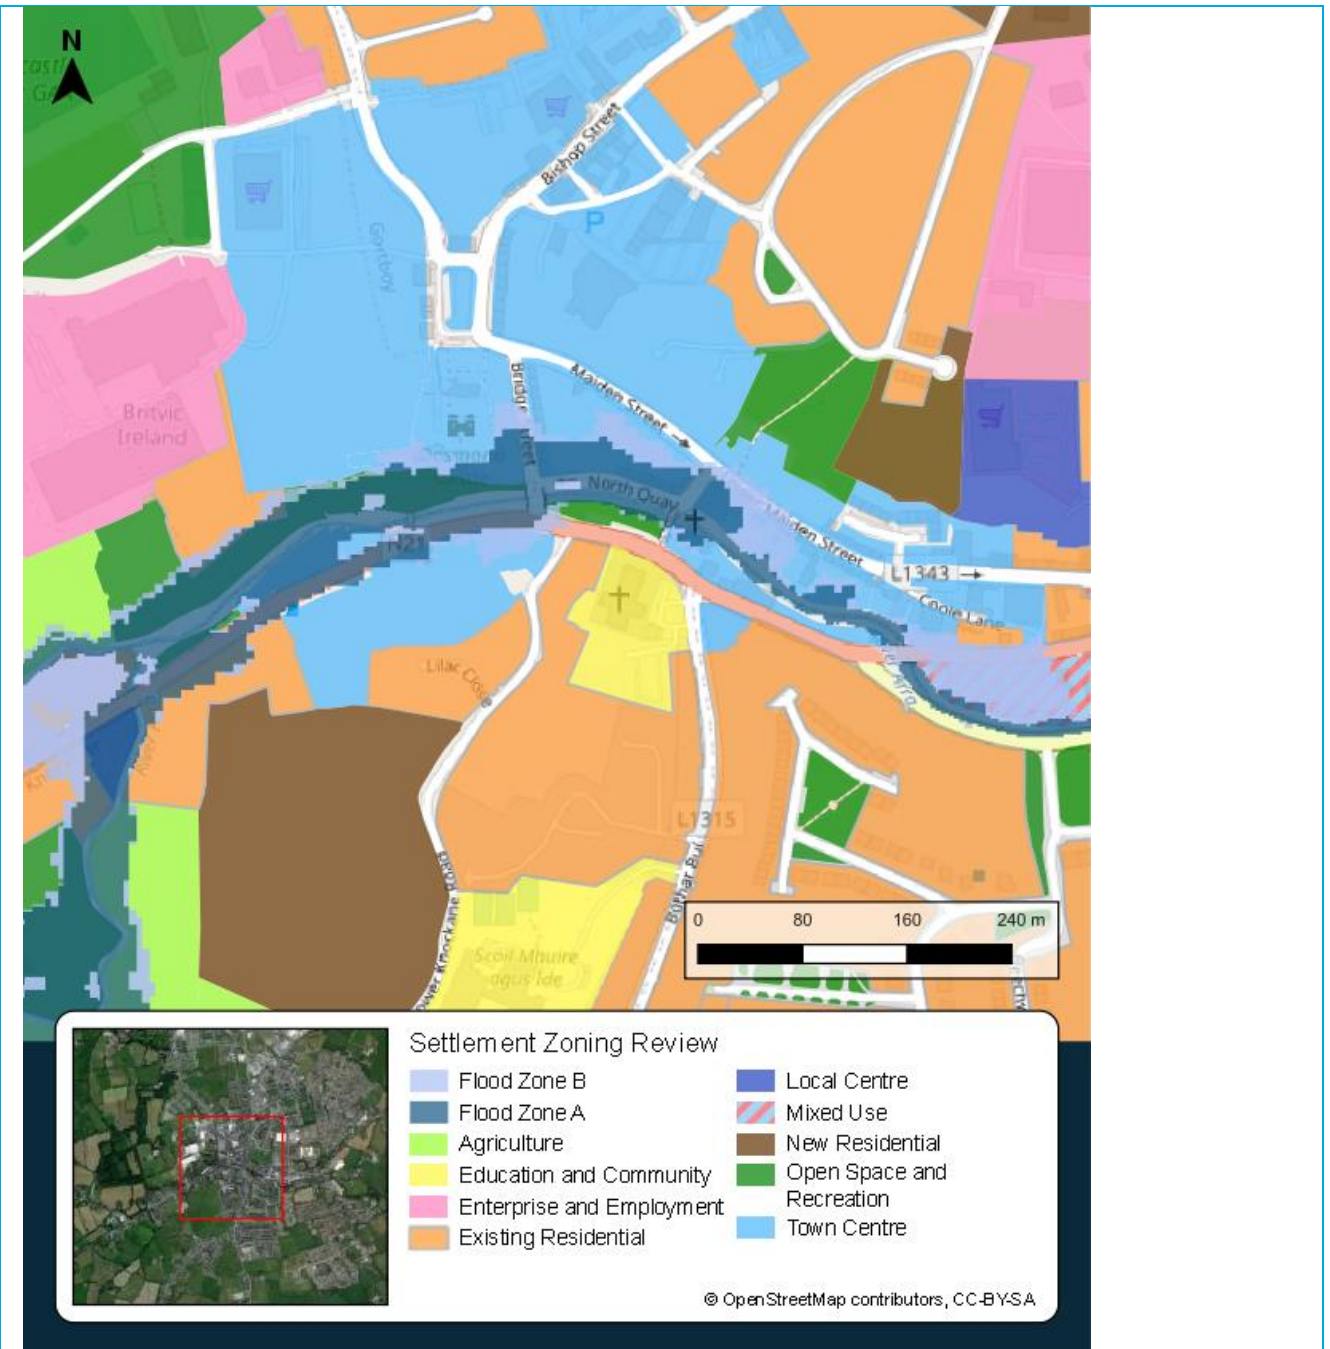 N
Bishop Street
P
Gortboy
Bridge Street
Maiden Street
Britvic
Ireland
North Quay
N21
Maiden Street
L1343
Coole Lane
Lilac Close
L1315
Scoil Mhuire
agus Ide
0 80 160 240 m
Settlement Zoning Review
Flood Zone B
Flood Zone A
Agriculture
Education and Community
Enterprise and Employment
Existing Residential
Local Centre
Mixed Use
New Residential
Open Space and
Recreation
Town Centre
© OpenStreetMap contributors, CC-BY-SA